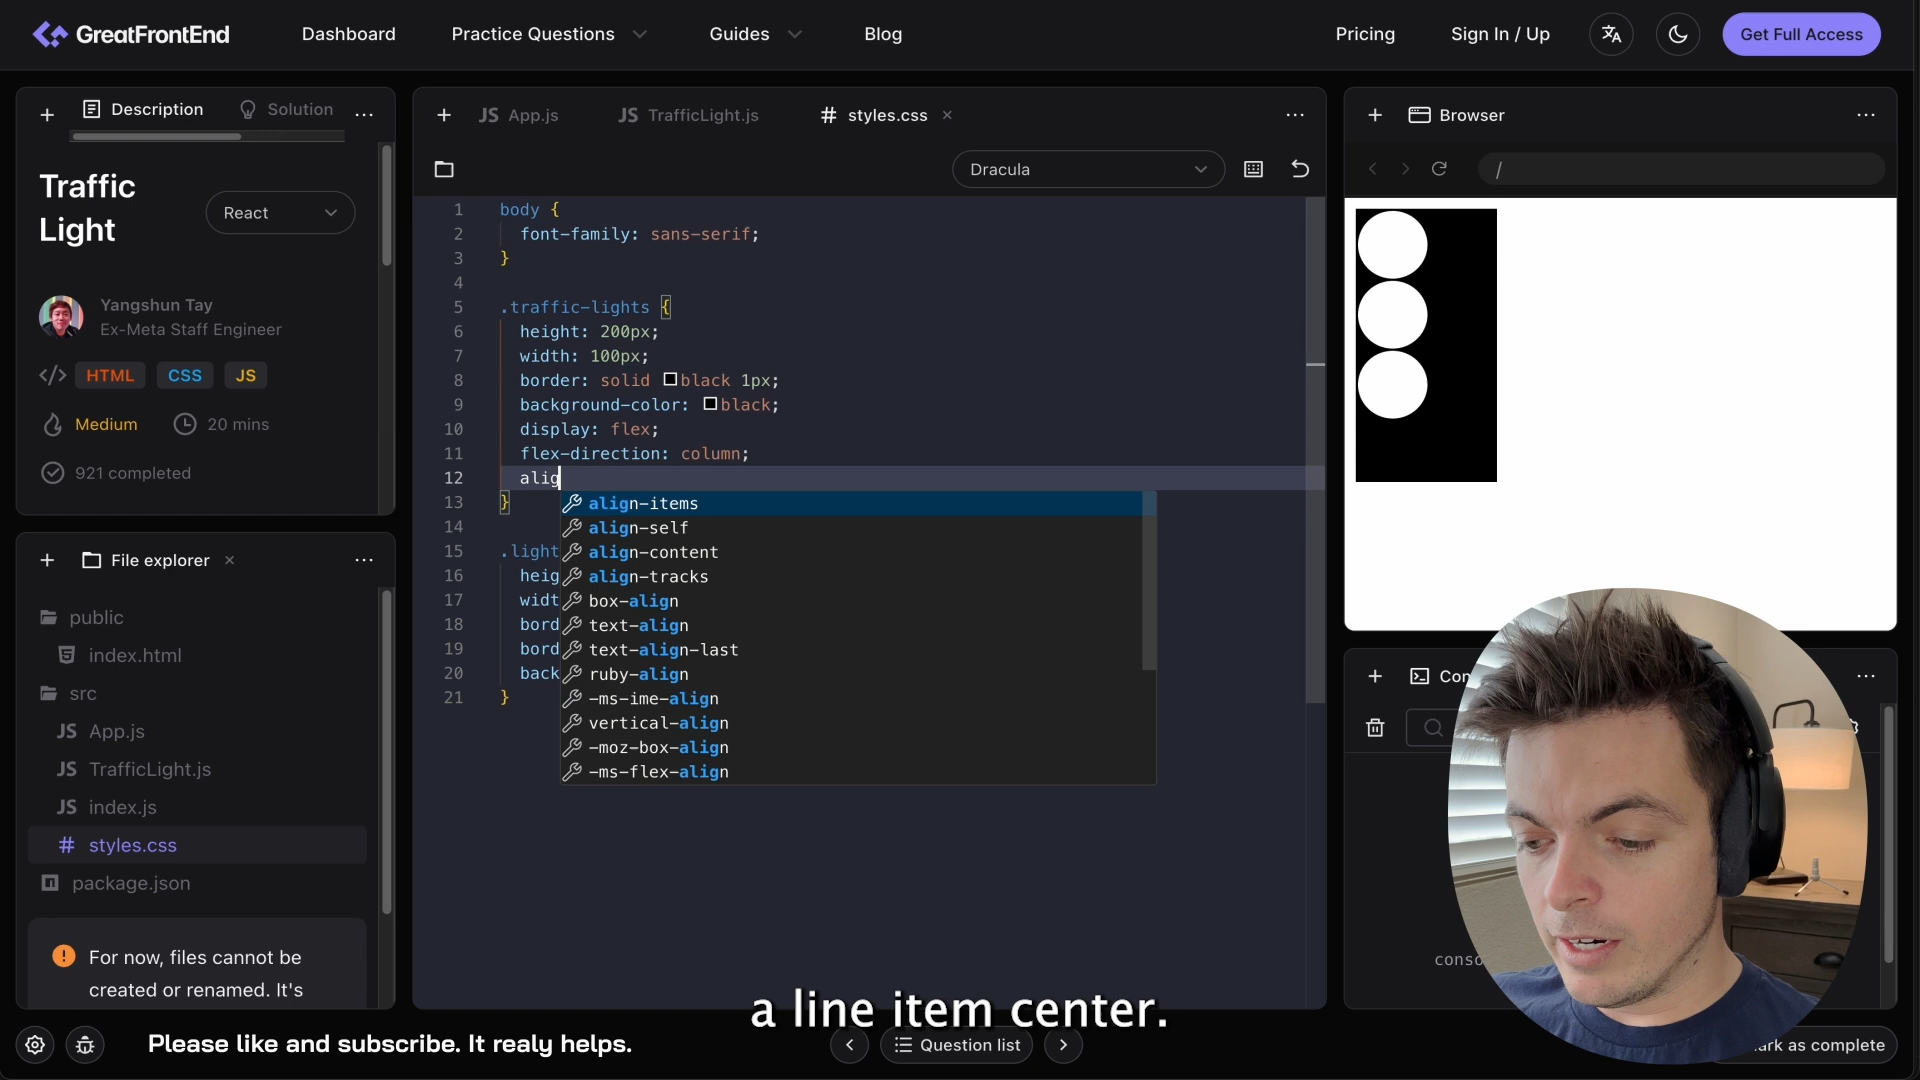 GreatFrontEnd
Dashboard
Practice Questions
Guides
Blog
Pricing
Sign In / Up
Get Full Access
Description
Solution
Traffic
Light
React
Yangshun Tay
Ex-Meta Staff Engineer
HTML
CSS
JS
Medium
20 mins
921 completed
File explorer
public
index.html
src
JS App.js
JS TrafficLight.js
JS index.js
# styles.css
package.json
For now, files cannot be
created or renamed. It's
JS App.js
JS TrafficLight.js
# styles.css
Dracula
1 body {
2 font-family: sans-serif;
3 }
4
5 .traffic-lights {
6 height: 200px;
7 width: 100px;
8 border: solid black 1px;
9 background-color: black;
10 display: flex;
11 flex-direction: column;
12 alig
13 }
14
15 .light
16 heig
17 widt
18 bord
19 bord
20 back
21 }
align-items
align-self
align-content
align-tracks
box-align
text-align
text-align-last
ruby-align
-ms-ime-align
vertical-align
-moz-box-align
-ms-flex-align
Browser
/
Con
conso
a line item center.
Please like and subscribe. It realy helps.
Question list
ark as complete